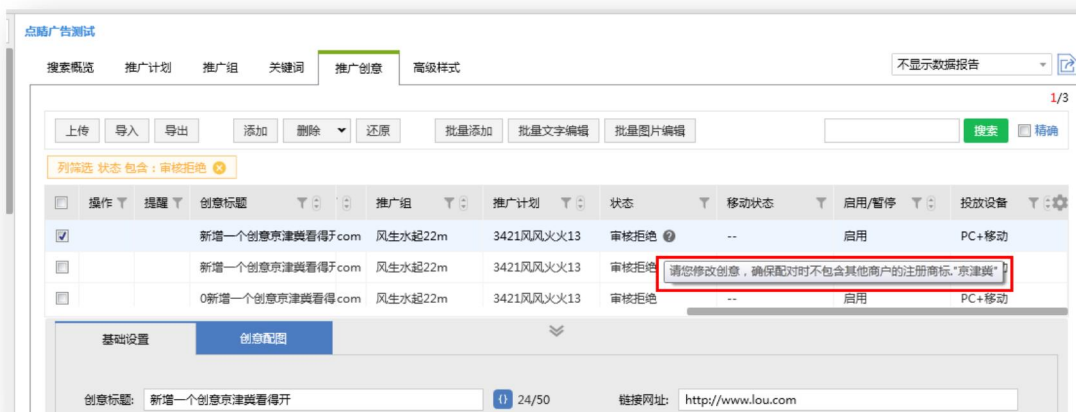 点睛广告测试
搜索概览 推广计划 推广组 关键词 推广创意 高级样式 不显示数据报告
1/3
上传 导入 导出 添加 删除 还原 批量添加 批量文字编辑 批量图片编辑 搜索 精确
列筛选 状态 包含：审核拒绝
操作 提醒 创意标题 推广组 推广计划 状态 移动状态 启用/暂停 投放设备
新增一个创意京津冀看得开com 风生水起22m 3421风风火火13 审核拒绝 -- 启用 PC+移动
新增一个创意京津冀看得开com 风生水起22m 3421风风火火13 审核拒绝
请您修改创意，确保配对时不包含其他商户的注册商标."京津冀"
0新增一个创意京津冀看得com 风生水起22m 3421风风火火13 审核拒绝 -- 启用 PC+移动
基础设置 创意配图
创意标题: 新增一个创意京津冀看得开 {} 24/50 链接网址: http://www.lou.com